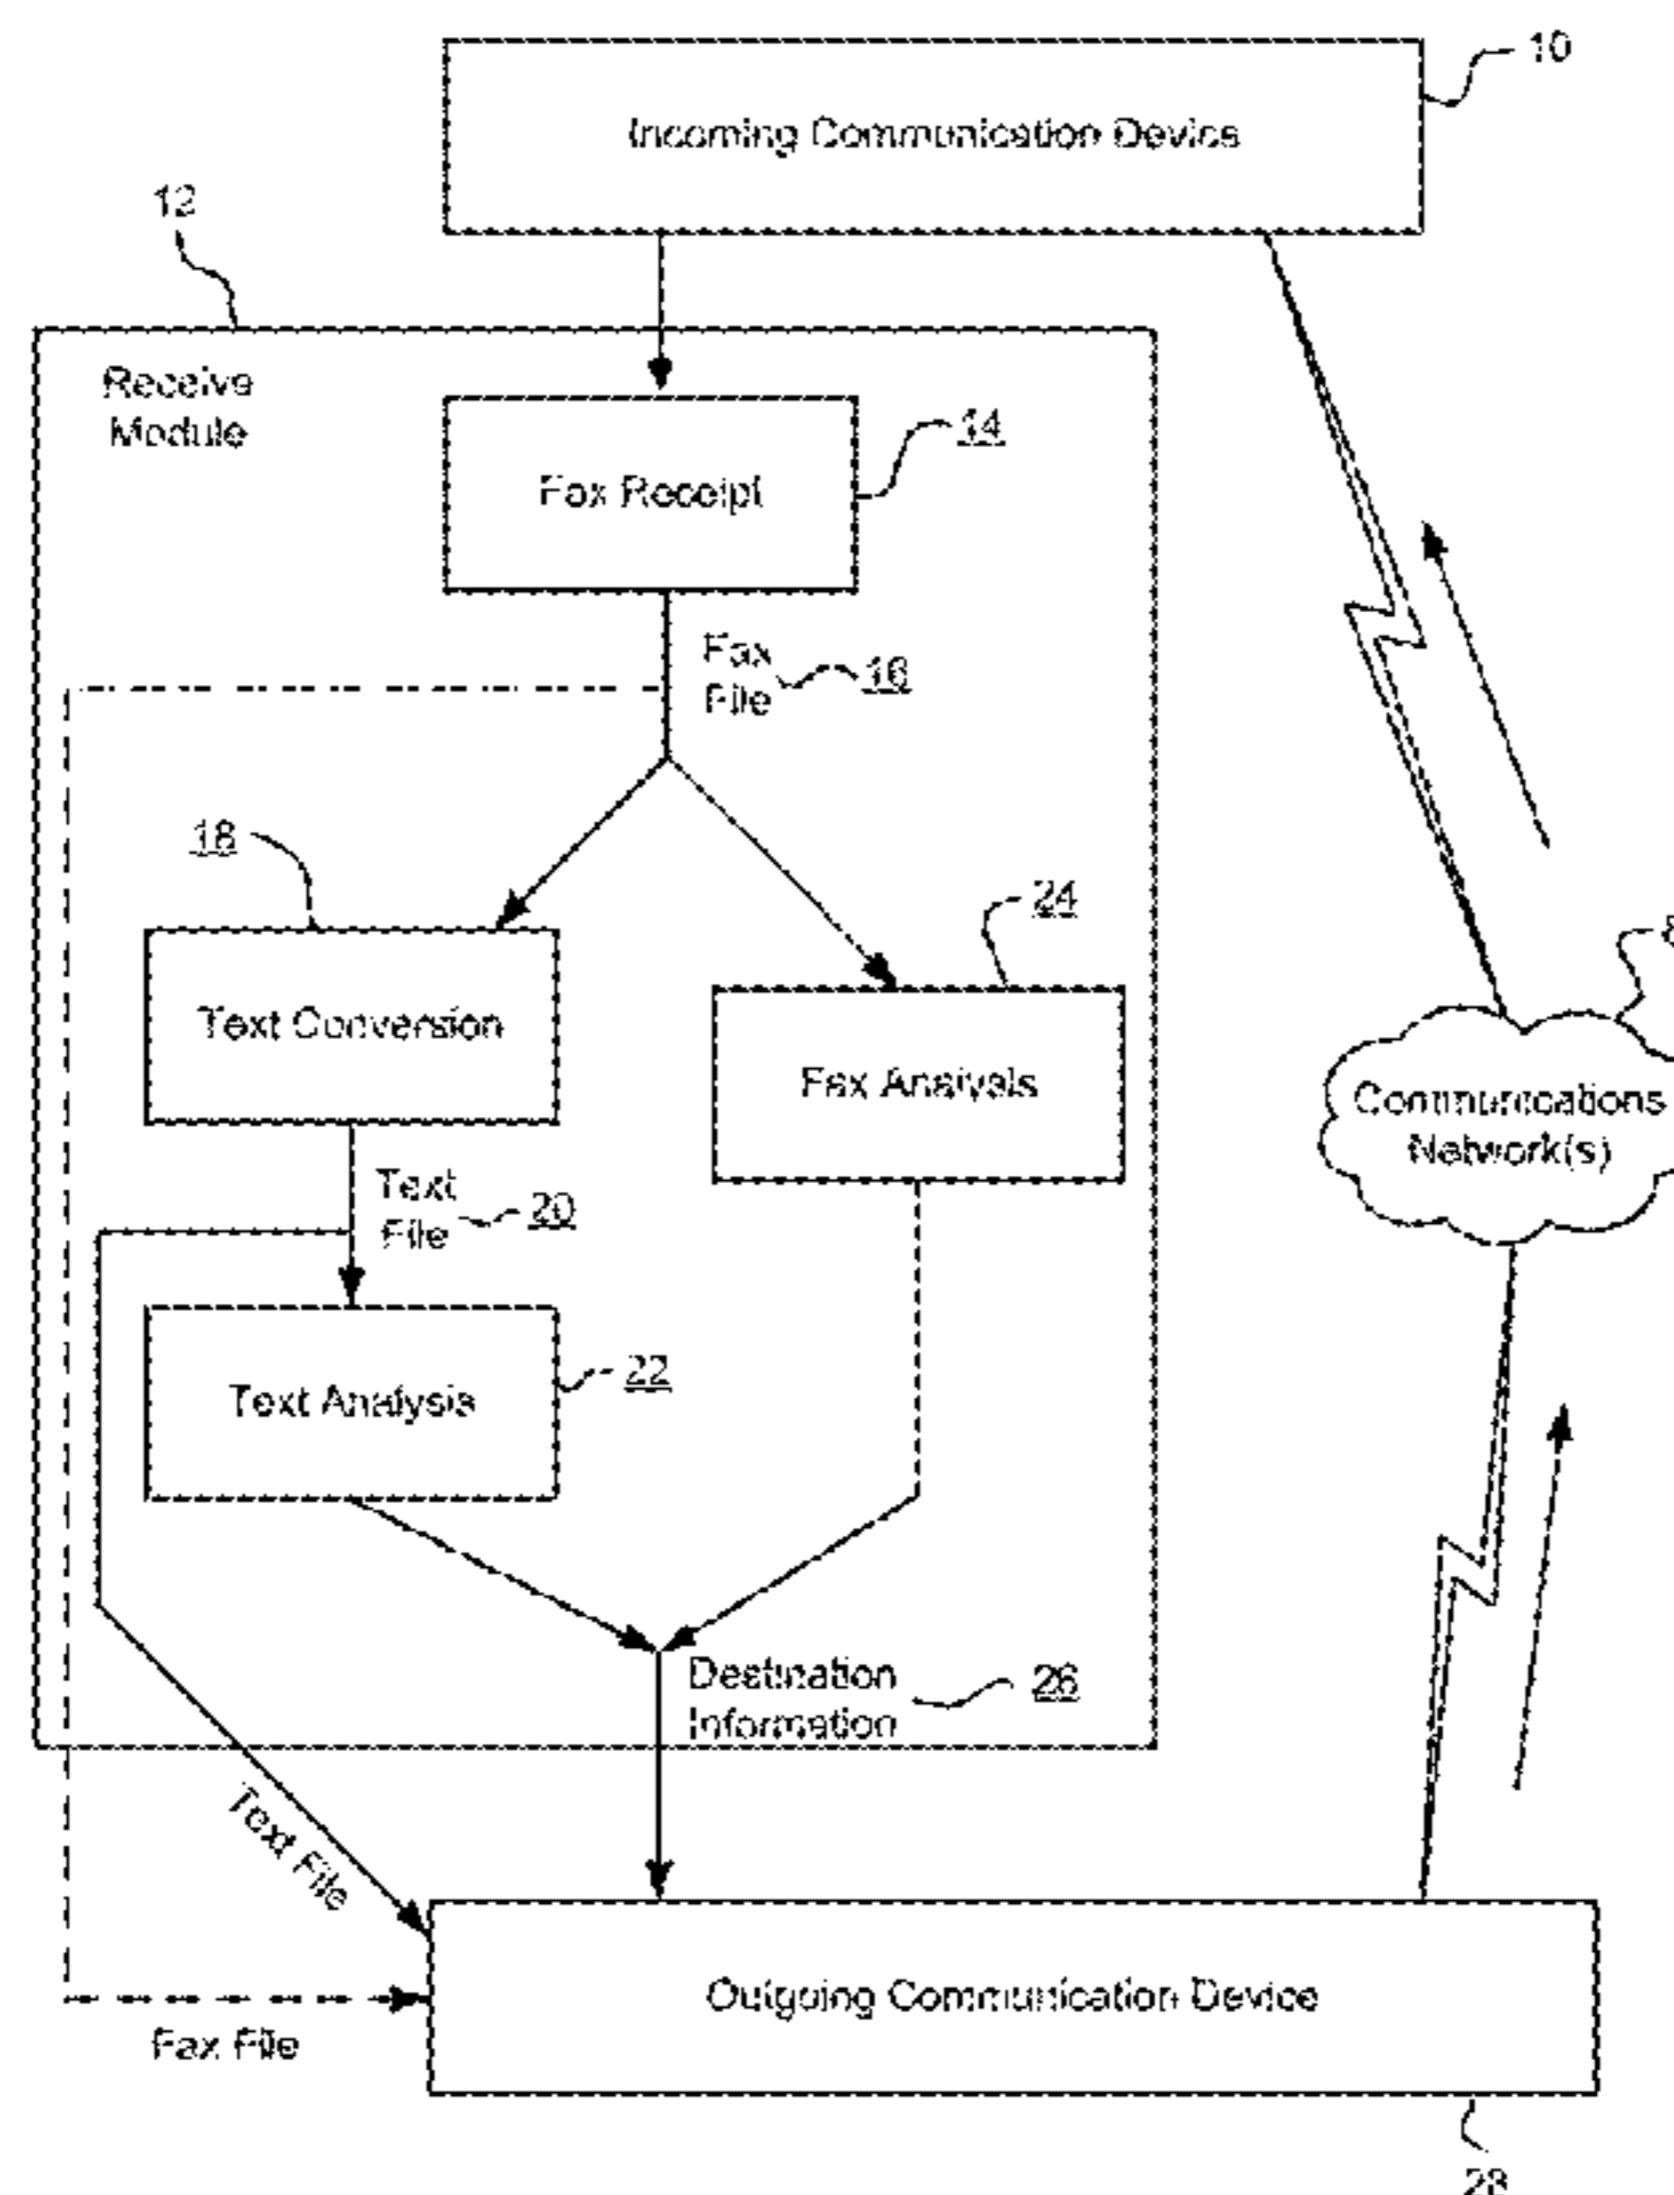 10
Incoming Communication Device
12
Receive
Module
14
Fax Receipt
Fax
File
16
18
24
Text Conversion
Fax Analysis
8
Communications
Network(s)
Text
File
20
22
Text Analysis
Destination
Information
26
Text File
Outgoing Communication Device
Fax File
28